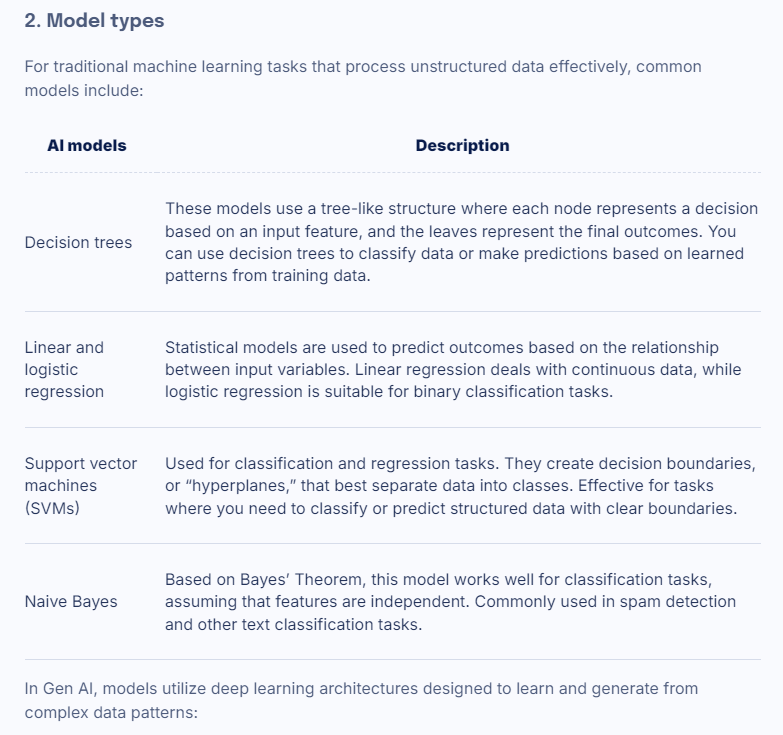 2. Model types
For traditional machine learning tasks that process unstructured data effectively, common
models include:
AI models
Description
Decision trees
These models use a tree-like structure where each node represents a decision
based on an input feature, and the leaves represent the final outcomes. You
can use decision trees to classify data or make predictions based on learned
patterns from training data.
Linear and
logistic
regression
Statistical models are used to predict outcomes based on the relationship
between input variables. Linear regression deals with continuous data, while
logistic regression is suitable for binary classification tasks.
Support vector
machines
(SVMs)
Used for classification and regression tasks. They create decision boundaries,
or “hyperplanes,” that best separate data into classes. Effective for tasks
where you need to classify or predict structured data with clear boundaries.
Naive Bayes
Based on Bayes’ Theorem, this model works well for classification tasks,
assuming that features are independent. Commonly used in spam detection
and other text classification tasks.
In Gen AI, models utilize deep learning architectures designed to learn and generate from
complex data patterns: